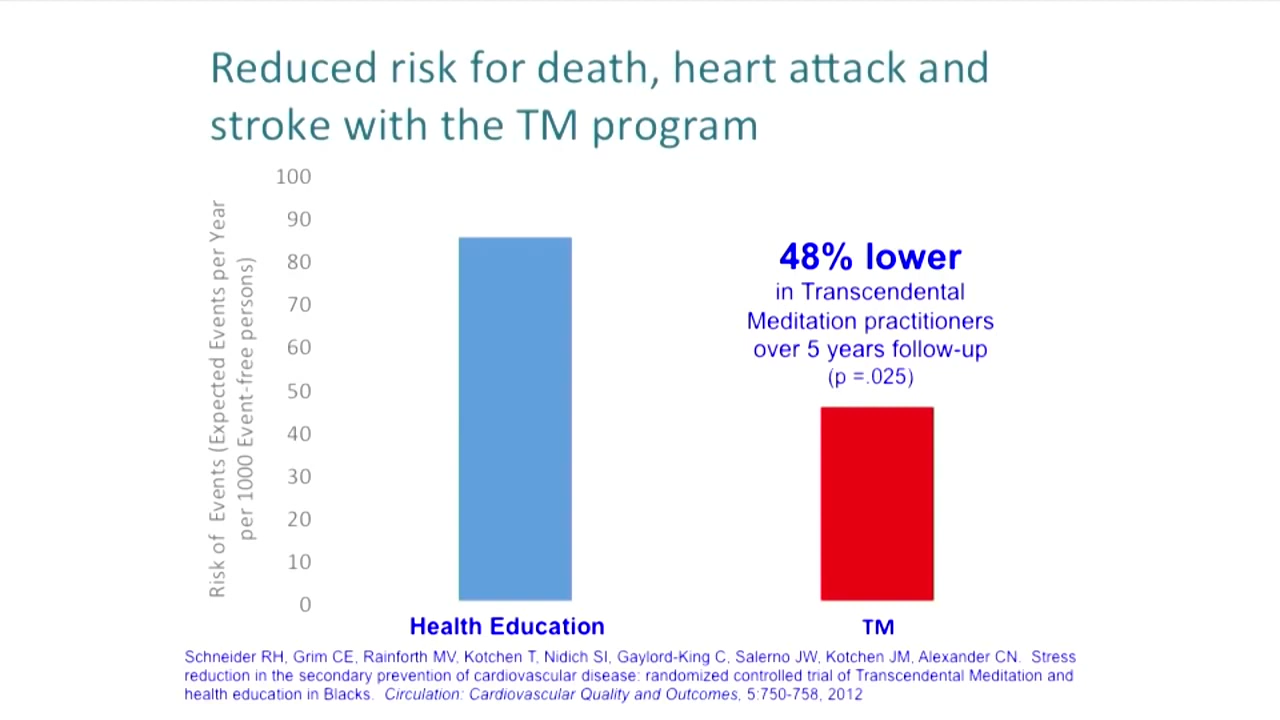 Reduced risk for death, heart attack and
stroke with the TM program
Risk of Events (Expected Events per Year
per 1000 Event-free persons)
100
90
80
70
60
50
40
30
20
10
0
48% lower
in Transcendental
Meditation practitioners
over 5 years follow-up
(p =.025)
Health Education
TM
Schneider RH, Grim CE, Rainforth MV, Kotchen T, Nidich SI, Gaylord-King C, Salerno JW, Kotchen JM, Alexander CN. Stress
reduction in the secondary prevention of cardiovascular disease: randomized controlled trial of Transcendental Meditation and
health education in Blacks. Circulation: Cardiovascular Quality and Outcomes, 5:750-758, 2012